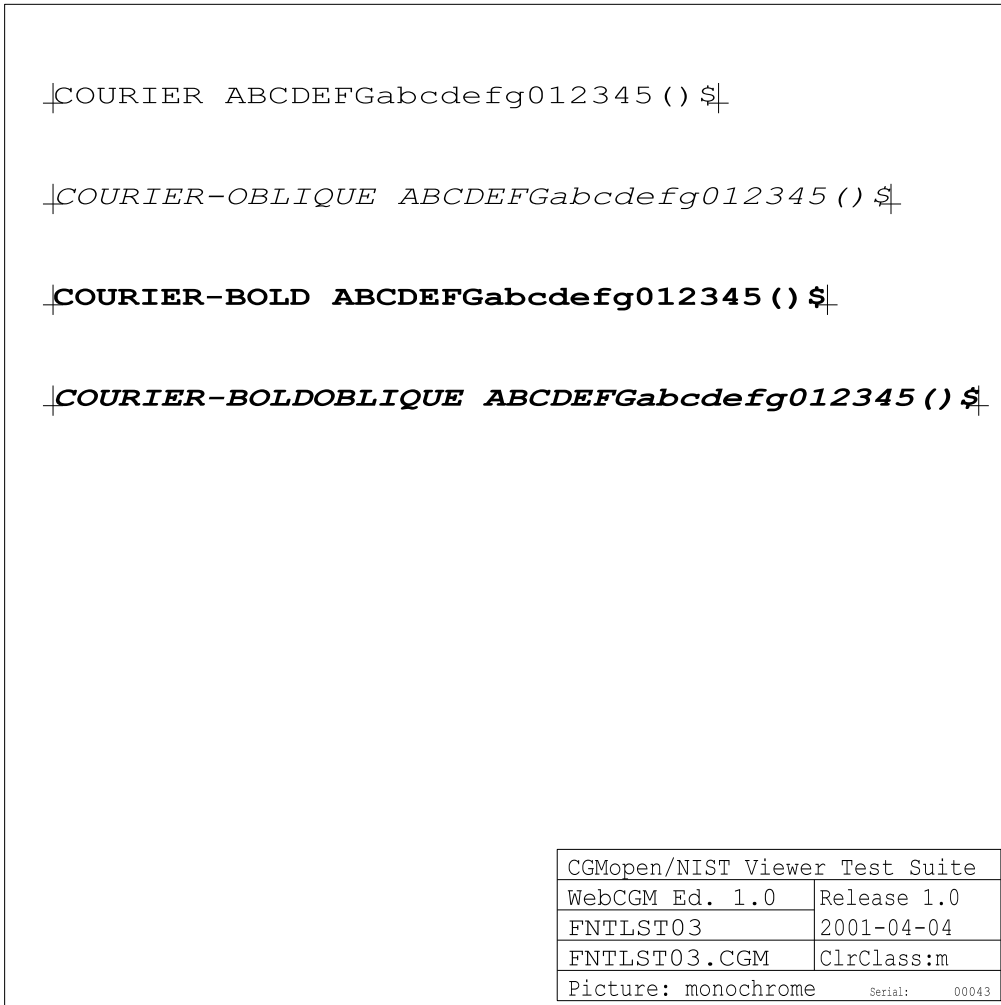 COURIER ABCDEFGabcdefg012345()$
COURIER-OBLIQUE ABCDEFGabcdefg012345()$
COURIER-BOLD ABCDEFGabcdefg012345()$
COURIER-BOLDOBLIQUE ABCDEFGabcdefg012345()$
CGMopen/NIST Viewer Test Suite
WebCGM Ed. 1.0 Release 1.0
FNTLST03 2001-04-04
FNTLST03.CGM ClrClass:m
Picture: monochrome Serial: 00043